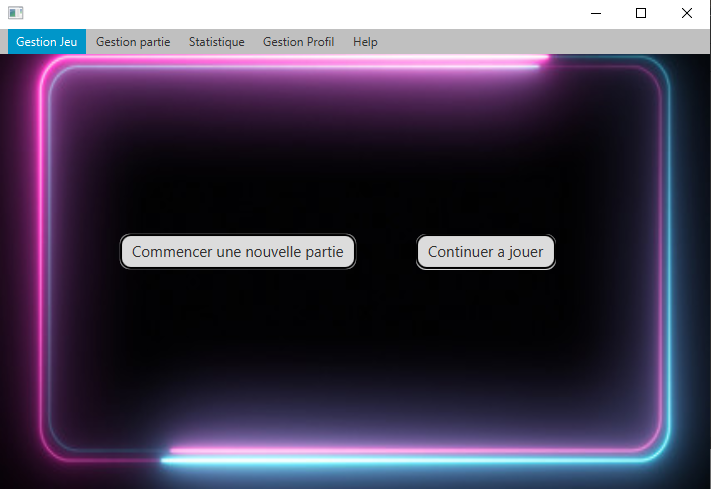 Gestion Jeu Gestion partie Statistique Gestion Profil Help
Commencer une nouvelle partie Continuer a jouer